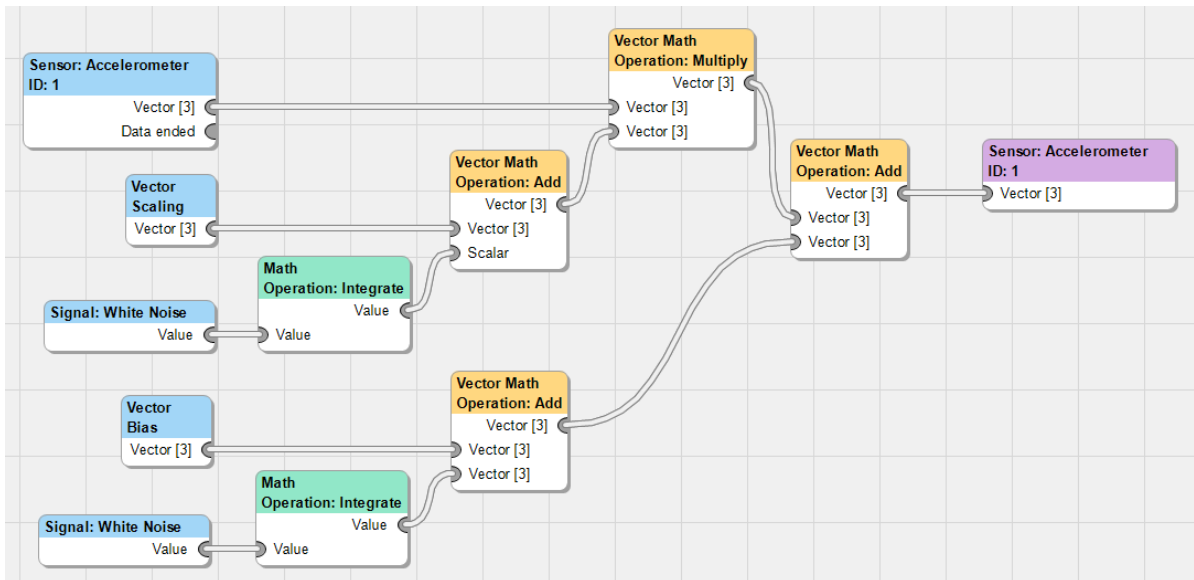 Sensor: Accelerometer
ID: 1
Vector [3]
Data ended
Vector
Scaling
Vector [3]
Signal: White Noise
Value
Math
Operation: Integrate
Value
Value
Vector Math
Operation: Add
Vector [3]
Vector [3]
Scalar
Vector Math
Operation: Multiply
Vector [3]
Vector [3]
Vector [3]
Vector
Bias
Vector [3]
Signal: White Noise
Value
Math
Operation: Integrate
Value
Value
Vector Math
Operation: Add
Vector [3]
Vector [3]
Vector [3]
Vector Math
Operation: Add
Vector [3]
Vector [3]
Vector [3]
Sensor: Accelerometer
ID: 1
Vector [3]